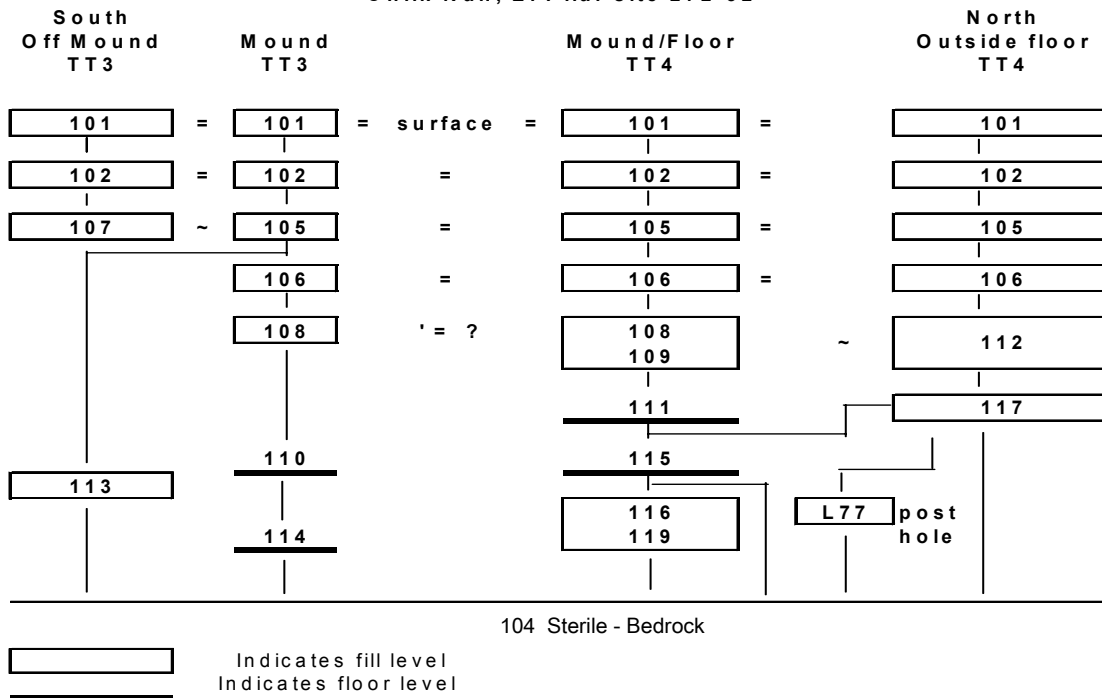 South North
Off Mound Mound Mound/Floor Outside floor
TT3 TT3 TT4 TT4
101 = 101 = surface = 101 = 101
102 = 102 = 102 = 102
107 ~ 105 = 105 = 105
106 = 106 = 106
108 '= ? 108
109 ~ 112
111 117
110 115
113
116 L77 post
114 119 hole
104 Sterile - Bedrock
Indicates fill level
Indicates floor level